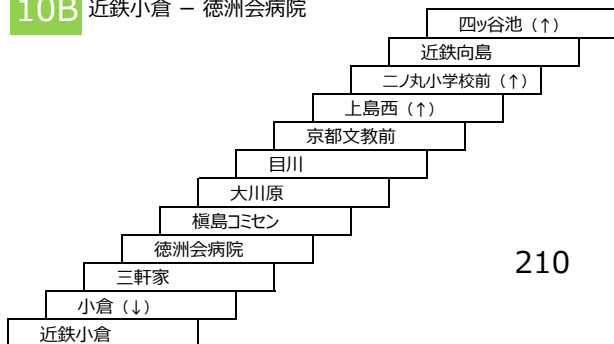 10B 近鉄小倉 － 徳洲会病院
四ッ谷池（↑）
近鉄向島
二ノ丸小学校前（↑）
上島西（↑）
京都文教前
目川
大川原
槇島コミセン
徳洲会病院
三軒家
小倉（↓）
近鉄小倉
210